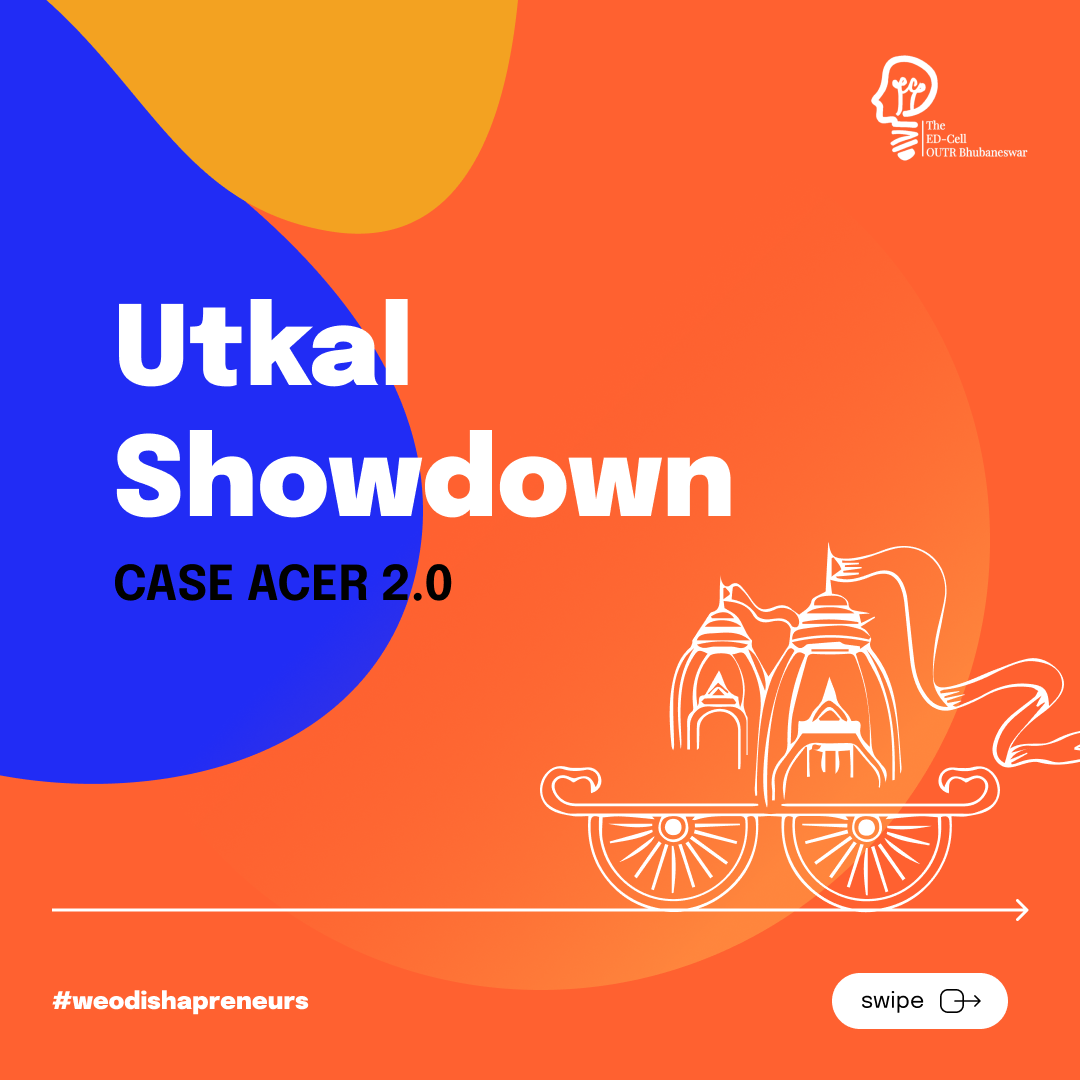 The
ED-Cell
OUTR Bhubaneswar
Utkal
Showdown
CASE ACER 2.0
#weodishapreneurs
swipe